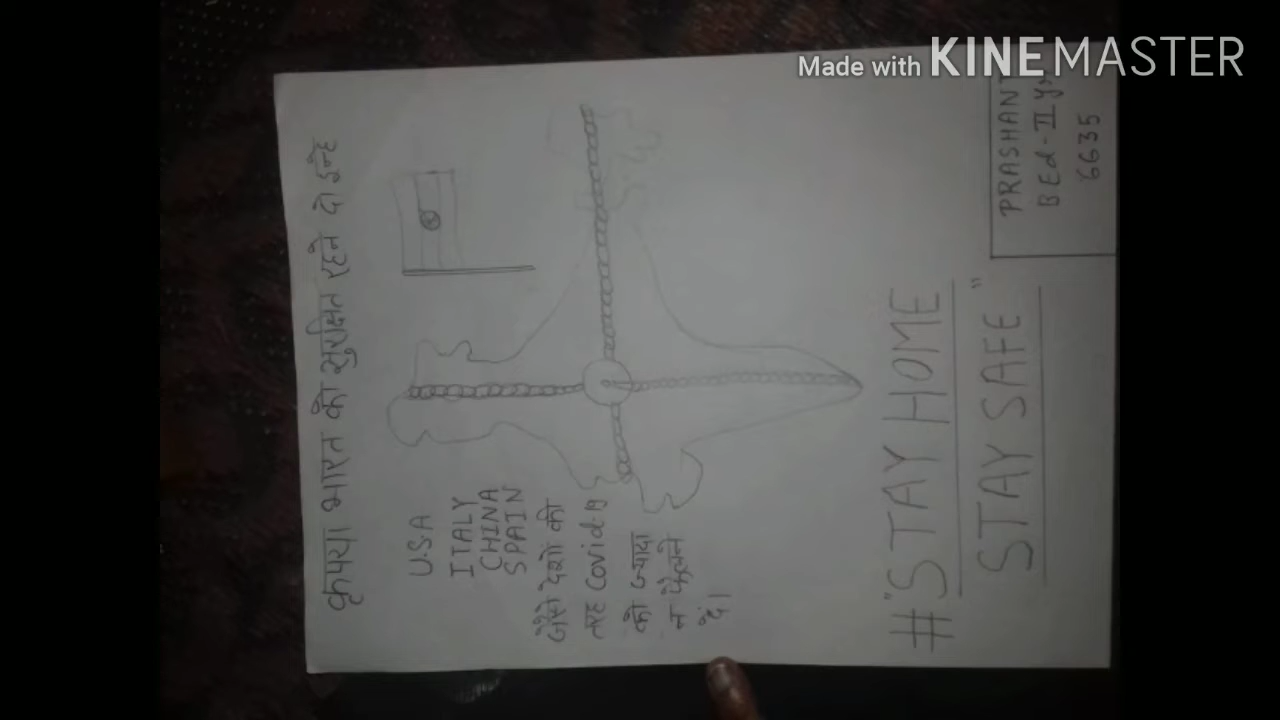 Made with KINEMASTER
कृपया भारत को सुरक्षित रहने दो इन्हें
U.S.A
ITALY
CHINA
SPAIN
जैसे देशों की
तरह Covid.19
को ज्यादा
न फैलने
दें।
#"STAY HOME
STAY SAFE"
PRASHANT
BEd-II yr
6635